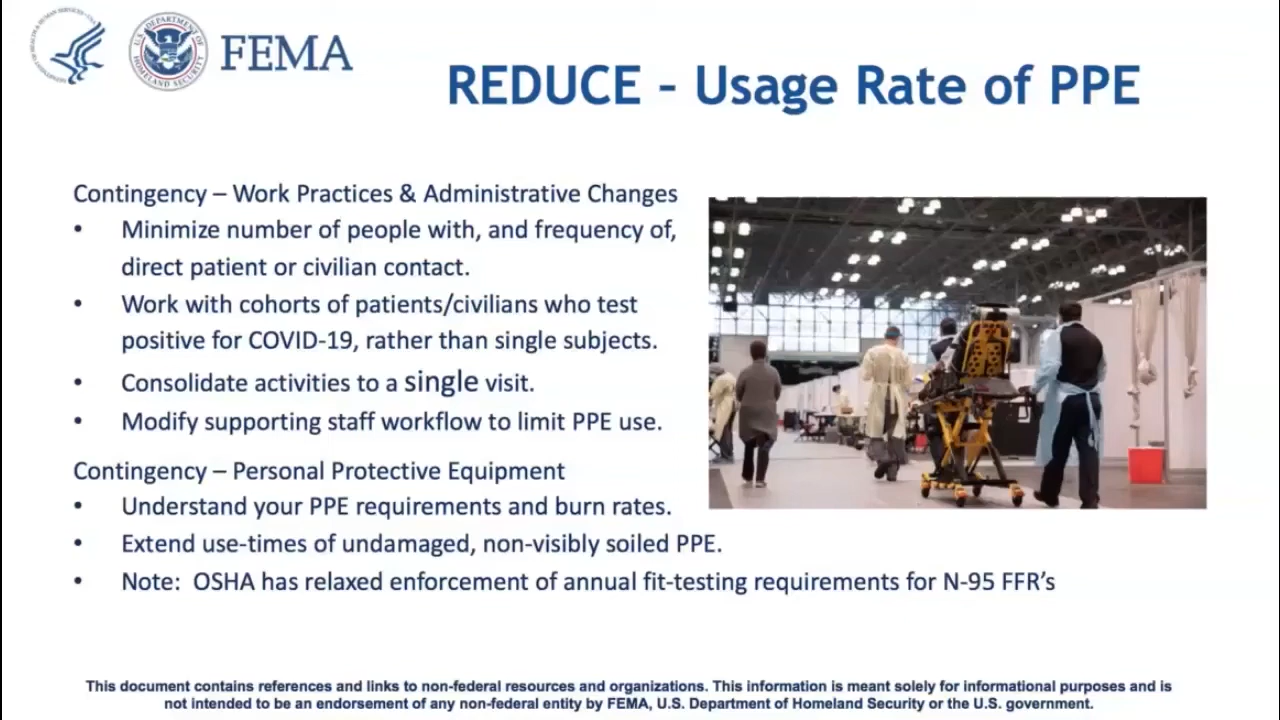 FEMA
U.S. DEPARTMENT OF
HOMELAND SECURITY
REDUCE - Usage Rate of PPE
Contingency – Work Practices & Administrative Changes
• Minimize number of people with, and frequency of,
direct patient or civilian contact.
• Work with cohorts of patients/civilians who test
positive for COVID-19, rather than single subjects.
• Consolidate activities to a single visit.
• Modify supporting staff workflow to limit PPE use.
Contingency – Personal Protective Equipment
• Understand your PPE requirements and burn rates.
• Extend use-times of undamaged, non-visibly soiled PPE.
• Note:  OSHA has relaxed enforcement of annual fit-testing requirements for N-95 FFR’s
This document contains references and links to non-federal resources and organizations. This information is meant solely for informational purposes and is
not intended to be an endorsement of any non-federal entity by FEMA, U.S. Department of Homeland Security or the U.S. government.